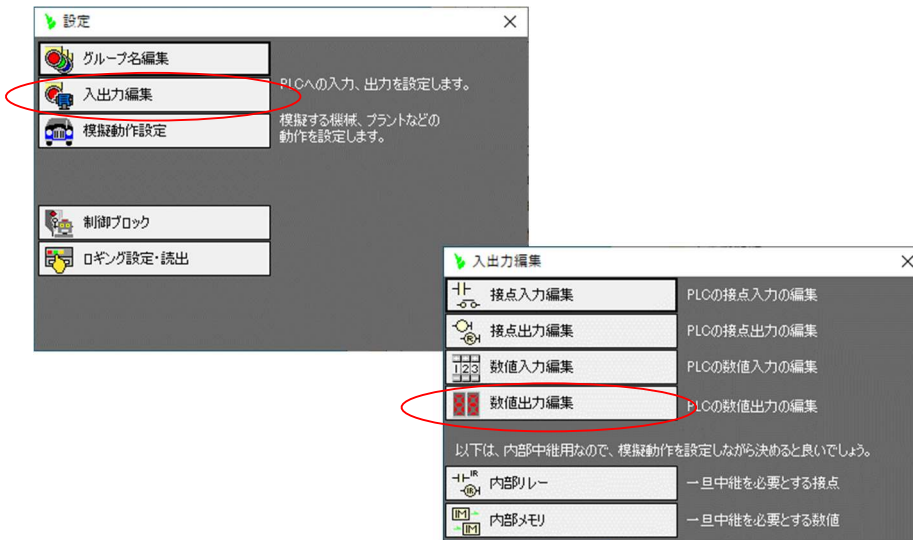 設定
グループ名編集
入出力編集
PLCへの入力、出力を設定します。
模擬動作設定
模擬する機械、プラントなどの
動作を設定します。
制御ブロック
ロギング設定・読出
入出力編集
接点入力編集
PLCの接点入力の編集
接点出力編集
PLCの接点出力の編集
123
数値入力編集
PLCの数値入力の編集
88
数値出力編集
PLCの数値出力の編集
以下は、内部中継用なので、模擬動作を設定しながら決めると良いでしょう。
IR
IR
内部リレー
一旦中継を必要とする接点
IM
IM
内部メモリ
一旦中継を必要とする数値